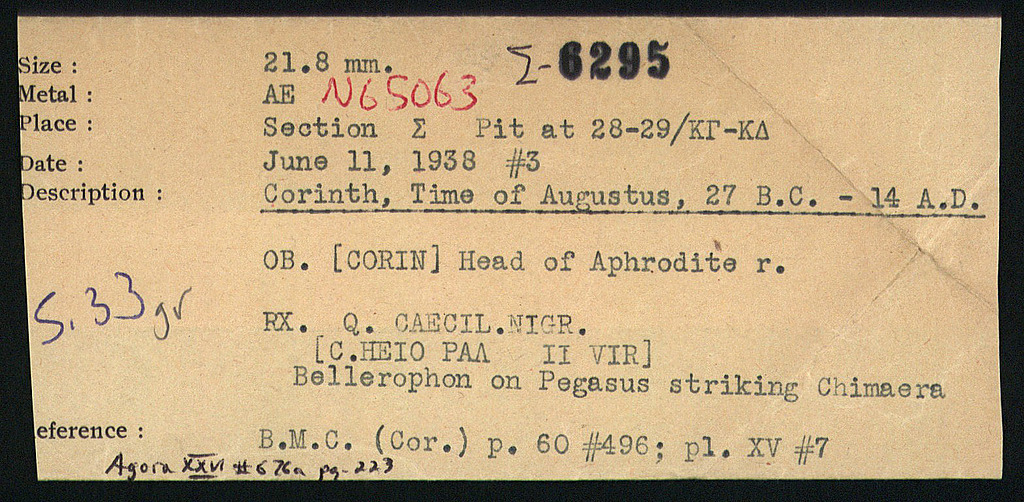 Size : 21.8 mm. Σ-6295
Metal : AE N65063
Place : Section Σ Pit at 28-29/ΚΓ-ΚΔ
Date : June 11, 1938 #3
Description : Corinth, Time of Augustus, 27 B.C. - 14 A.D.
OB. [CORIN] Head of Aphrodite r.
5.33 gr
RX. Q. CAECIL.NIGR.
[C.HEIO PAΛ II VIR]
Bellerophon on Pegasus striking Chimaera
eference : B.M.C. (Cor.) p. 60 #496; pl. XV #7
Agora XXVI #676a pg. 223